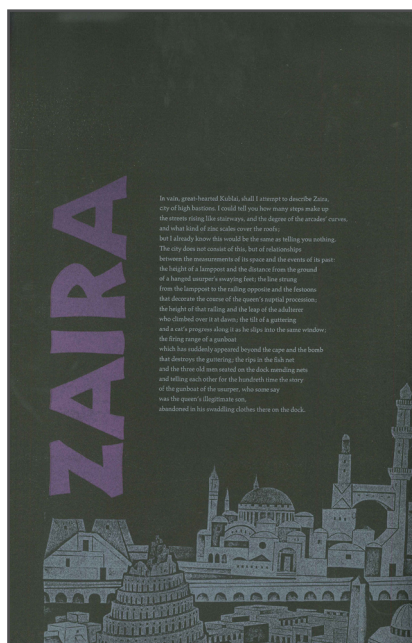 ZAIRA
In vain, great-hearted Kublai, shall I attempt to describe Zaira,
city of high bastions. I could tell you how many steps make up
the streets rising like stairways, and the degree of the arcades' curves,
and what kind of zinc scales cover the roofs;
but I already know this would be the same as telling you nothing.
The city does not consist of this, but of relationships
between the measurements of its space and the events of its past:
the height of a lamppost and the distance from the ground
of a hanged usurper's swaying feet; the line strung
from the lamppost to the railing opposite and the festoons
that decorate the course of the queen's nuptial procession;
the height of that railing and the leap of the adulterer
who climbed over it at dawn; the tilt of a guttering
and a cat's progress along it as he slips into the same window;
the firing range of a gunboat
which has suddenly appeared beyond the cape and the bomb
that destroys the guttering; the rips in the fish net
and the three old men seated on the dock mending nets
and telling each other for the hundredth time the story
of the gunboat of the usurper, who some say
was the queen's illegitimate son,
abandoned in his swaddling clothes there on the dock.